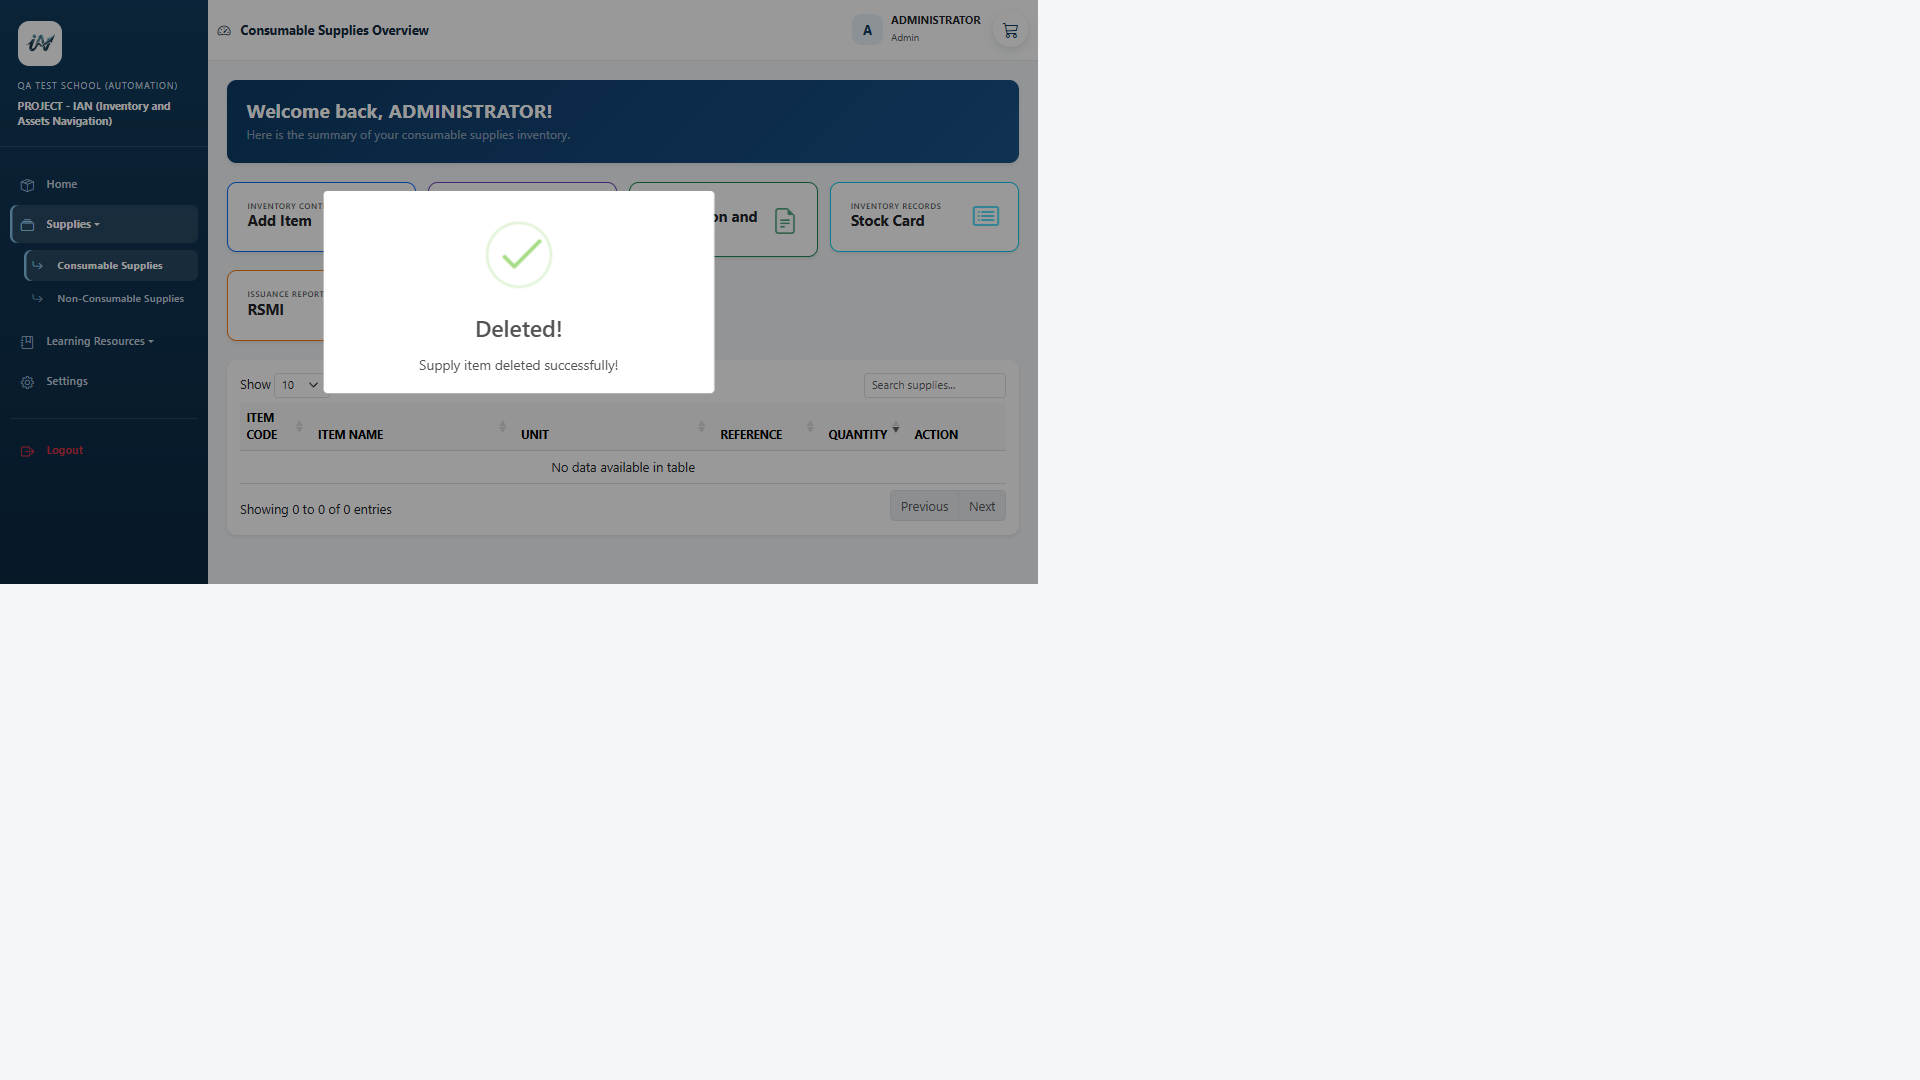 iAN
QA TEST SCHOOL (AUTOMATION)
PROJECT - IAN (Inventory and
Assets Navigation)
Home
Supplies
Consumable Supplies
Non-Consumable Supplies
Learning Resources
Settings
Logout
Consumable Supplies Overview
A
ADMINISTRATOR
Admin
Welcome back, ADMINISTRATOR!
Here is the summary of your consumable supplies inventory.
INVENTORY CONT
Add Item
on and
INVENTORY RECORDS
Stock Card
ISSUANCE REPORT
RSMI
Deleted!
Supply item deleted successfully!
Show 10
Search supplies...
ITEM CODE ITEM NAME UNIT REFERENCE QUANTITY ACTION
No data available in table
Showing 0 to 0 of 0 entries
Previous Next